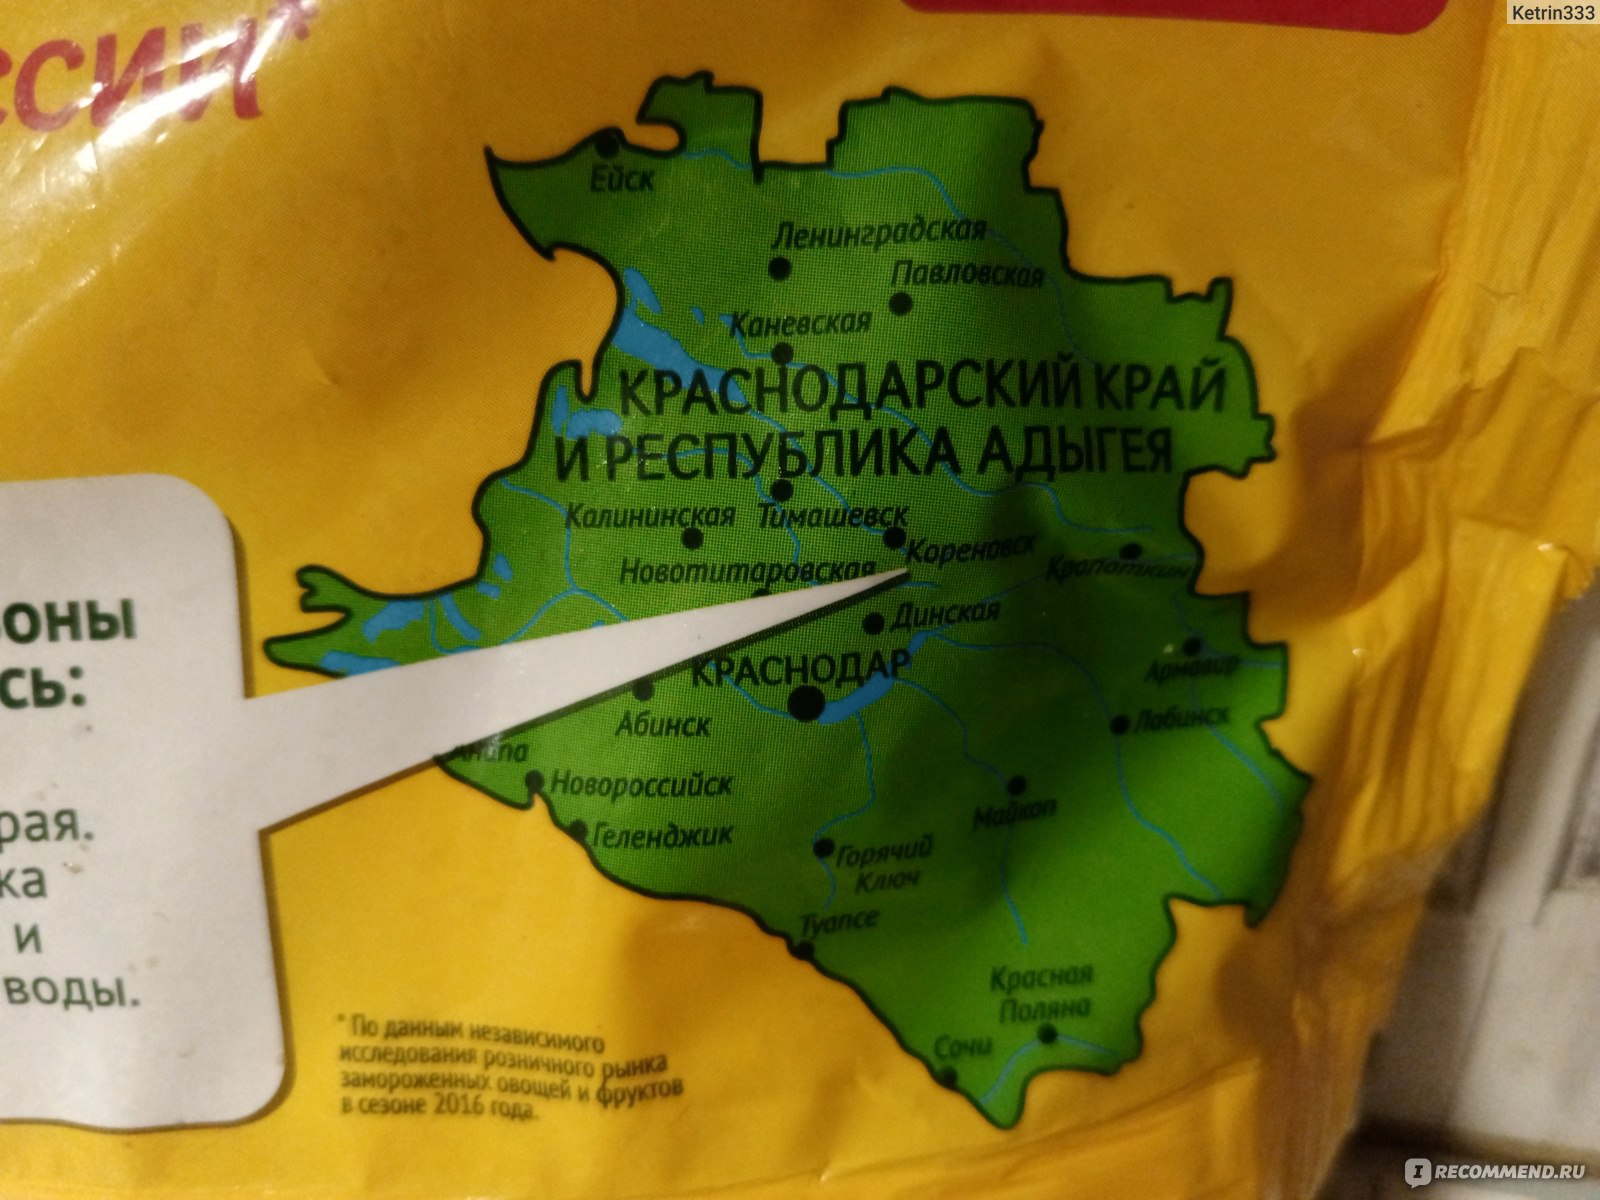 Ketrin333
ССИИ*
Ейск
Ленинградская
Павловская
Каневская
КРАСНОДАРСКИЙ КРАЙ
И РЕСПУБЛИКА АДЫГЕЯ
Калининская
Тимашевск
Кореновск
Новотитаровская
Кропоткин
Динская
КРАСНОДАР
Армавир
Лабинск
Абинск
Анапа
Новороссийск
Геленджик
Майкоп
Горячий
Ключ
Туапсе
Красная
Поляна
Сочи
зоны
сь:
рая.
ка
и
воды.
* По данным независимого
исследования розничного рынка
замороженных овощей и фруктов
в сезоне 2016 года.
IRECOMMEND.RU